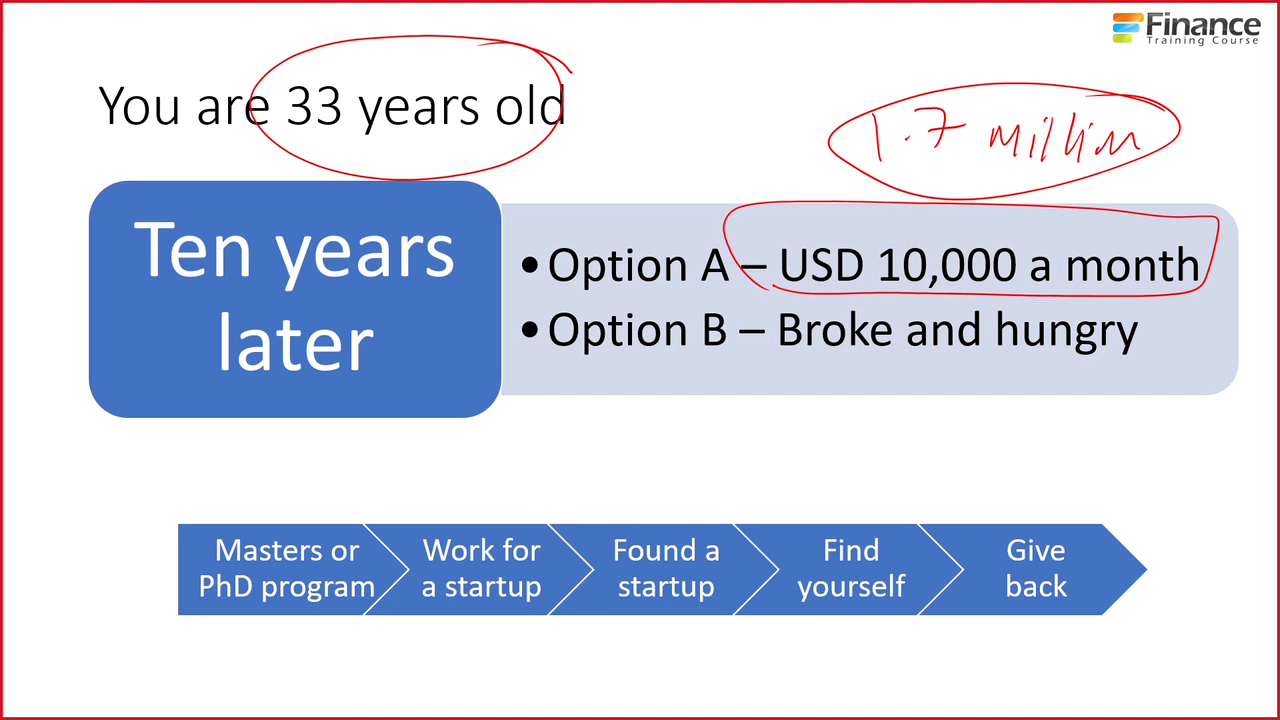 Finance
Training Course
You are 33 years old
1.7 million
Ten years
later
• Option A – USD 10,000 a month
• Option B – Broke and hungry
Masters or
PhD program
Work for
a startup
Found a
startup
Find
yourself
Give
back